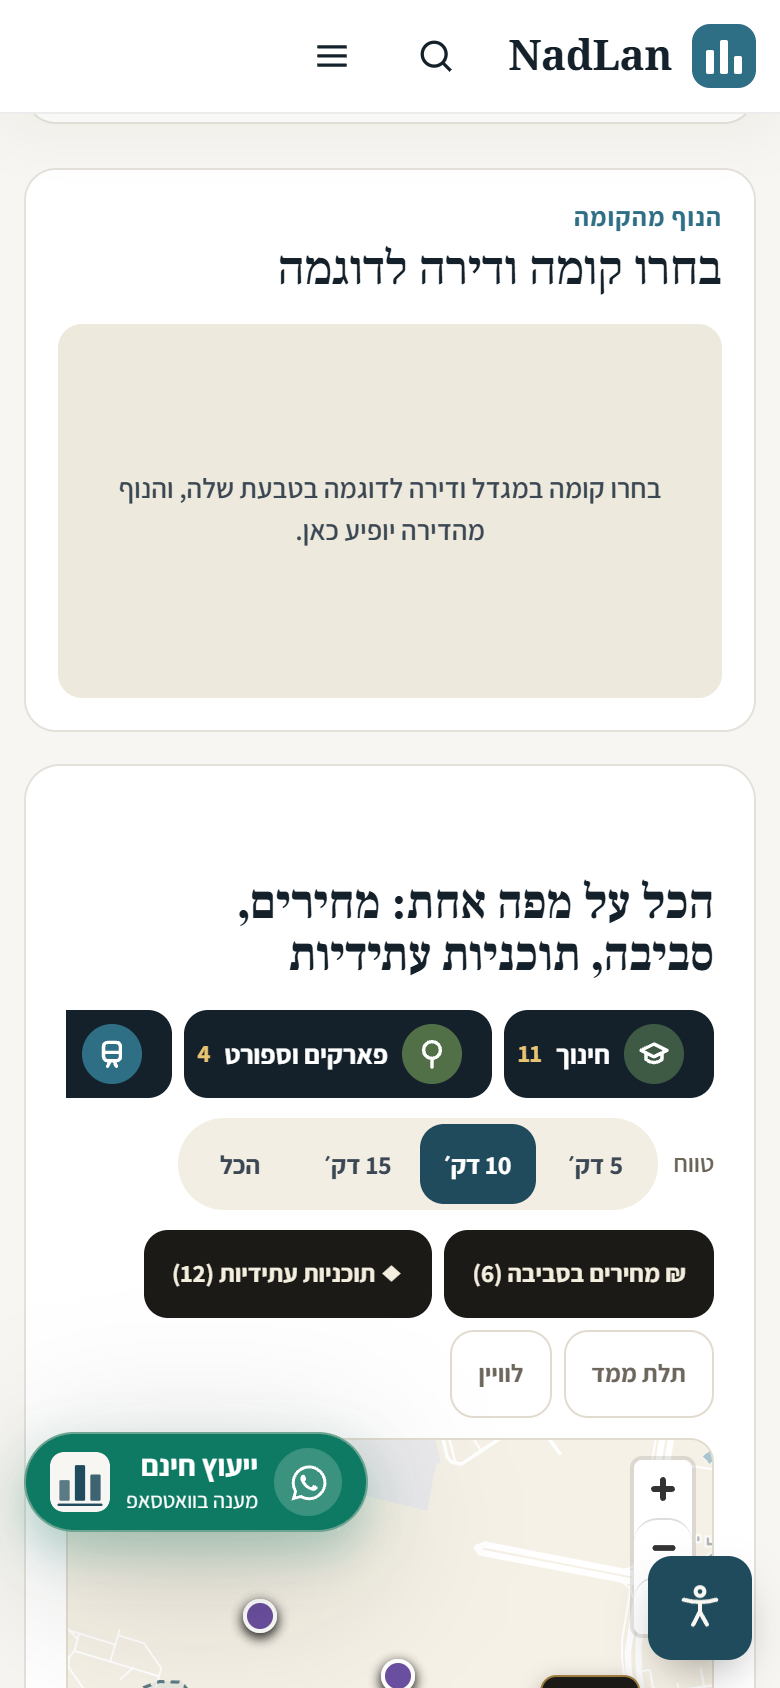 NadLan
הנוף מהקומה
בחרו קומה ודירה לדוגמה
בחרו קומה במגדל ודירה לדוגמה בטבעת שלה, והנוף
מהדירה יופיע כאן.
הכל על מפה אחת: מחירים,
סביבה, תוכניות עתידיות
חינוך 11
פארקים וספורט 4
טווח
5 דק׳
10 דק׳
15 דק׳
הכל
₪ מחירים בסביבה (6)
◆ תוכניות עתידיות (12)
תלת ממד
לוויין
ייעוץ חינם
מענה בוואטסאפ
+
−